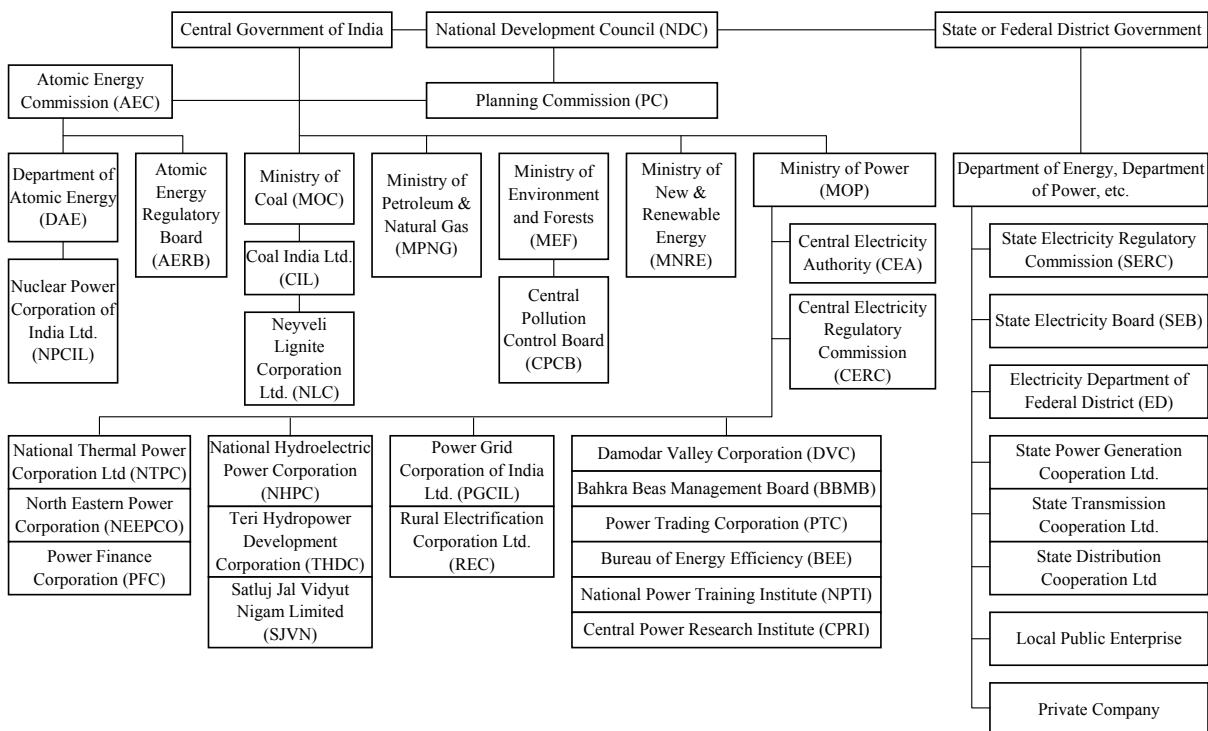 Central Government of India
National Development Council (NDC)
State or Federal District Government
Atomic Energy
Commission (AEC)
Planning Commission (PC)
Department of
Atomic Energy
(DAE)
Atomic
Energy
Regulatory
Board
(AERB)
Ministry of
Coal (MOC)
Ministry of
Petroleum &
Natural Gas
(MPNG)
Ministry of
Environment
and Forests
(MEF)
Ministry of
New &
Renewable
Energy
(MNRE)
Ministry of Power
(MOP)
Department of Energy, Department
of Power, etc.
Nuclear Power
Corporation of
India Ltd.
(NPCIL)
Coal India Ltd.
(CIL)
Neyveli
Lignite
Corporation
Ltd. (NLC)
Central
Pollution
Control Board
(CPCB)
Central Electricity
Authority (CEA)
Central Electricity
Regulatory
Commission
(CERC)
State Electricity Regulatory
Commission (SERC)
State Electricity Board (SEB)
Electricity Department of
Federal District (ED)
State Power Generation
Cooperation Ltd.
State Transmission
Cooperation Ltd.
State Distribution
Cooperation Ltd
Local Public Enterprise
Private Company
National Thermal Power
Corporation Ltd (NTPC)
North Eastern Power
Corporation (NEEPCO)
Power Finance
Corporation (PFC)
National Hydroelectric
Power Corporation
(NHPC)
Teri Hydropower
Development
Corporation (THDC)
Satluj Jal Vidyut
Nigam Limited
(SJVN)
Power Grid
Corporation of India
Ltd. (PGCIL)
Rural Electrification
Corporation Ltd.
(REC)
Damodar Valley Corporation (DVC)
Bahkra Beas Management Board (BBMB)
Power Trading Corporation (PTC)
Bureau of Energy Efficiency (BEE)
National Power Training Institute (NPTI)
Central Power Research Institute (CPRI)